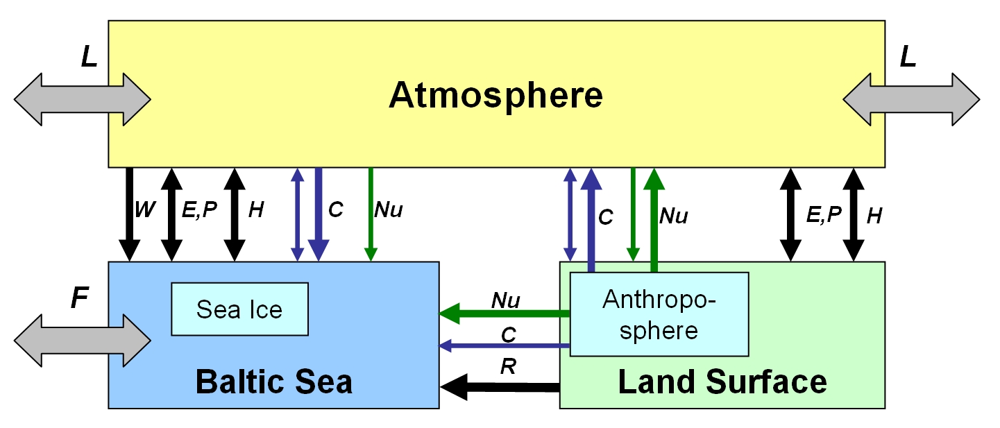 L
L
Atmosphere
W
E,P
H
C
Nu
C
Nu
E,P
H
F
Sea Ice
Baltic Sea
Nu
C
R
Anthropo-
sphere
Land Surface